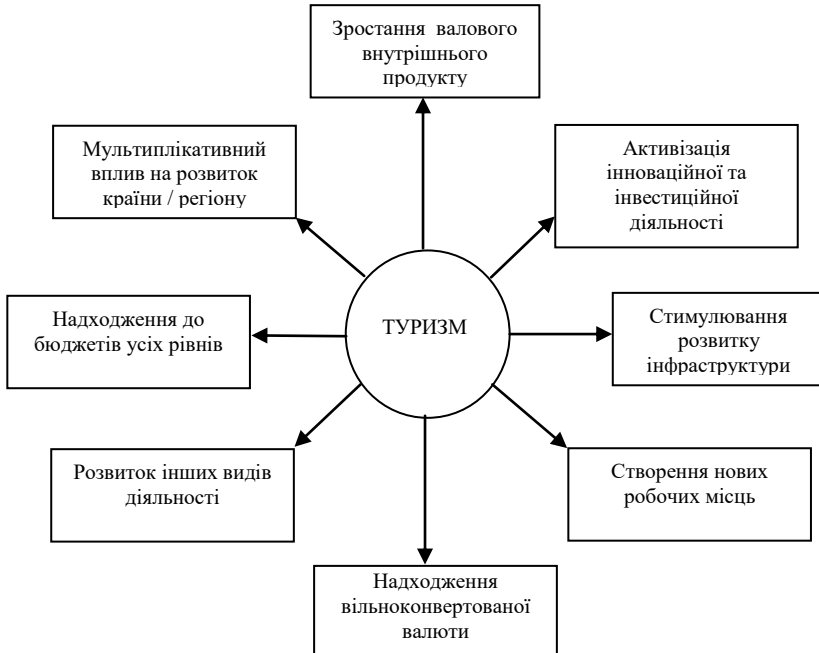 Зростання валового
внутрішнього
продукту
Мультиплікативний
вплив на розвиток
країни / регіону
Активізація
інноваційної та
інвестиційної
діяльності
Надходження до
бюджетів усіх рівнів
ТУРИЗМ
Стимулювання
розвитку
інфраструктури
Розвиток інших видів
діяльності
Створення нових
робочих місць
Надходження
вільноконвертованої
валюти